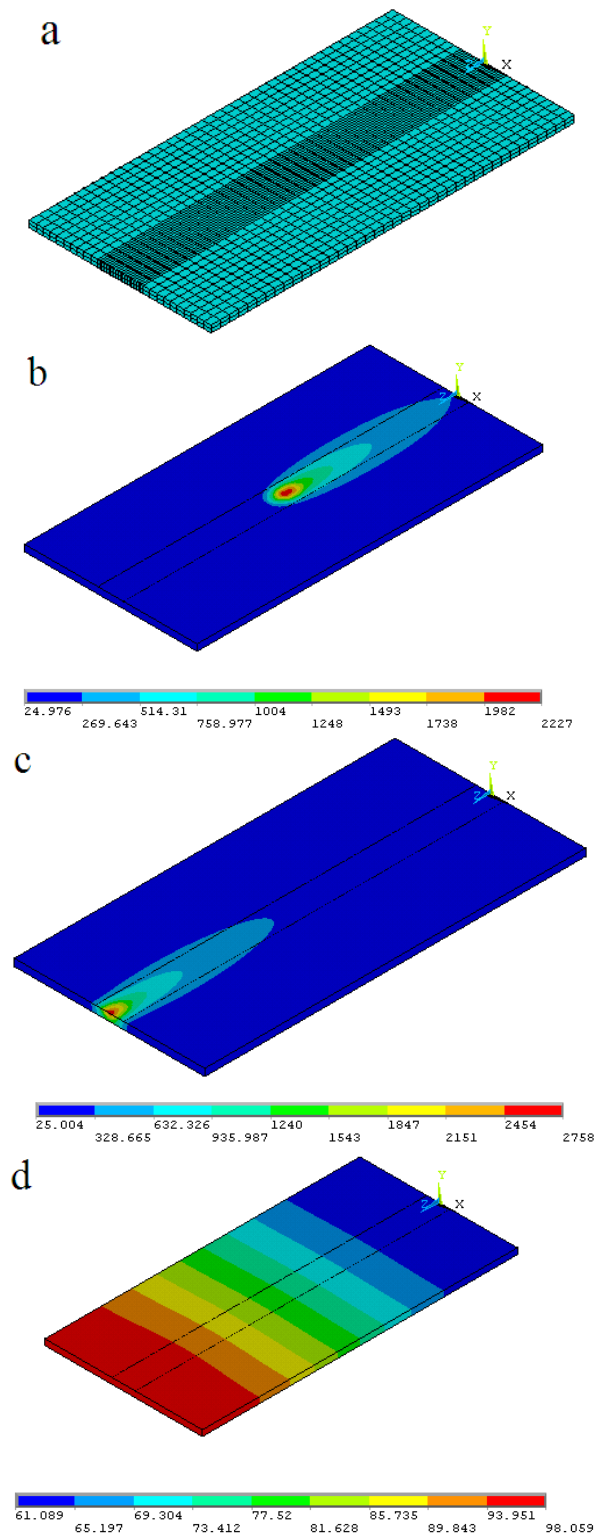 a
Y
Z X
b
Y
Z X
24.976 514.31 1004 1493 1982
269.643 758.977 1248 1738 2227
c
Y
Z X
25.004 632.326 1240 1847 2454
328.665 935.987 1543 2151 2758
d
Y
Z X
61.089 69.304 77.52 85.735 93.951
65.197 73.412 81.628 89.843 98.059